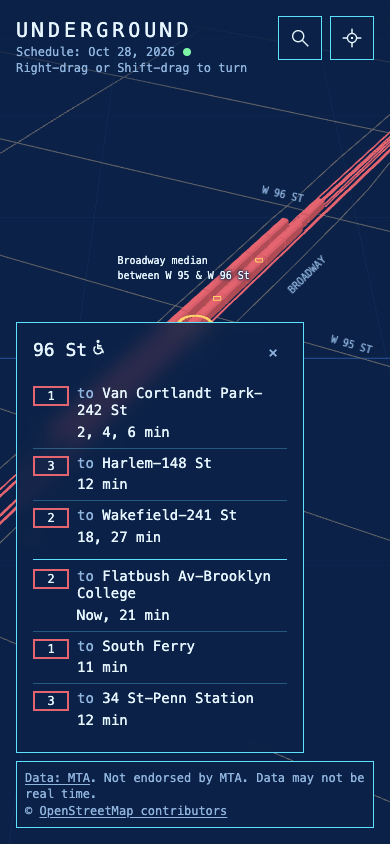 UNDERGROUND
Schedule: Oct 28, 2026
Right-drag or Shift-drag to turn
W 96 ST
Broadway median
between W 95 & W 96 St
BROADWAY
W 95 ST
96 St
×
1 to Van Cortlandt Park–
242 St
2, 4, 6 min
3 to Harlem–148 St
12 min
2 to Wakefield–241 St
18, 27 min
2 to Flatbush Av–Brooklyn
College
Now, 21 min
1 to South Ferry
11 min
3 to 34 St–Penn Station
12 min
Data: MTA. Not endorsed by MTA. Data may not be
real time.
© OpenStreetMap contributors